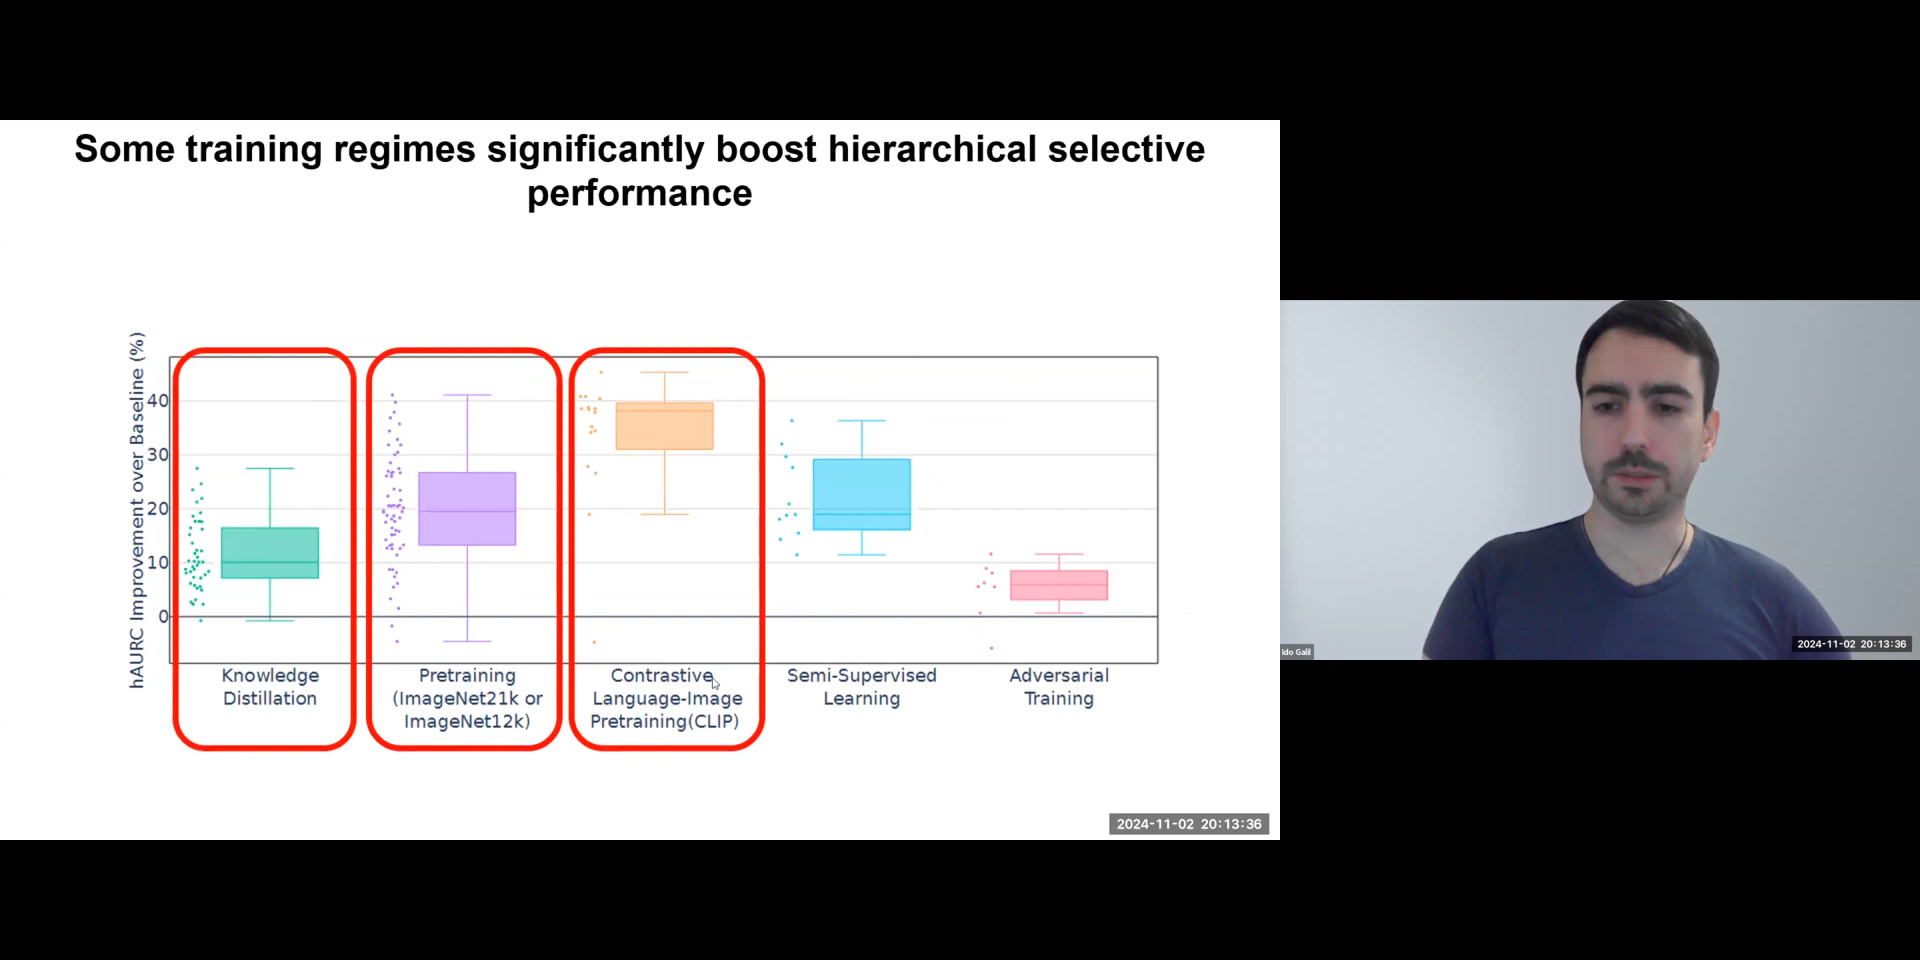 Some training regimes significantly boost hierarchical selective
performance
hAURC Improvement over Baseline (%)
40
30
20
10
0
Knowledge
Distillation
Pretraining
(ImageNet21k or
ImageNet12k)
Contrastive
Language-Image
Pretraining(CLIP)
Semi-Supervised
Learning
Adversarial
Training
2024-11-02 20:13:36
Ido Galil
2024-11-02 20:13:36